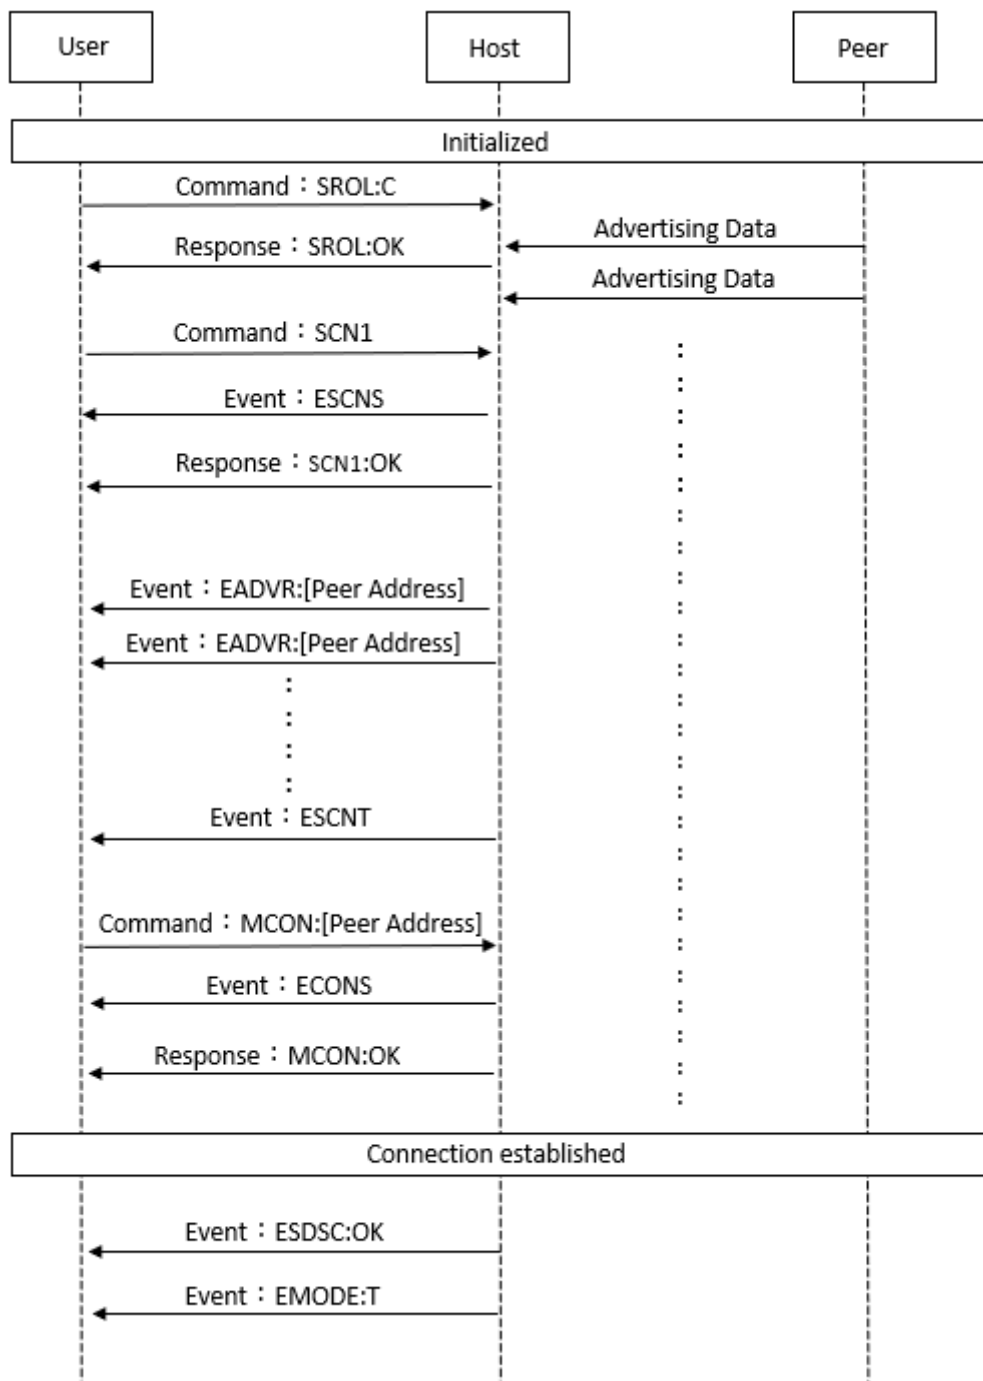 User
Host
Peer
Initialized
Command：SROL:C
Advertising Data
Response：SROL:OK
Advertising Data
Command：SCN1
Event：ESCNS
Response：SCN1:OK
Event：EADVR:[Peer Address]
Event：EADVR:[Peer Address]
Event：ESCNT
Command：MCON:[Peer Address]
Event：ECONS
Response：MCON:OK
Connection established
Event：ESDSC:OK
Event：EMODE:T